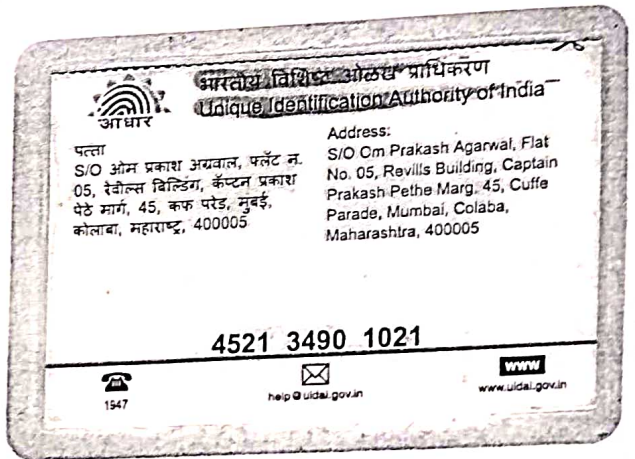 भारतीय विशिष्ट ओळख प्राधिकरण
Unique Identification Authority of India
आधार
पत्ता
S/O ओम प्रकाश अग्रवाल, फ्लॅट न.
05, रेवील्स बिल्डिंग, कॅप्टन प्रकाश
पेठे मार्ग, 45, कफ परेड, मुंबई,
कोलाबा, महाराष्ट्र, 400005
Address:
S/O Om Prakash Agarwal, Flat
No. 05, Revills Building, Captain
Prakash Pethe Marg, 45, Cuffe
Parade, Mumbai, Colaba,
Maharashtra, 400005
4521 3490 1021
1947
help@uidai.gov.in
www
www.uidai.gov.in